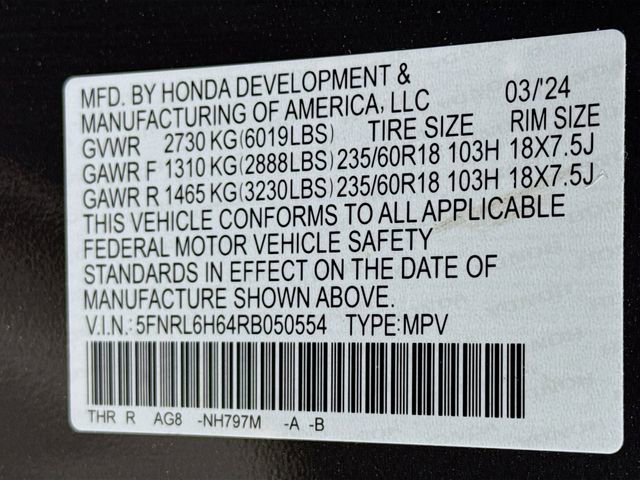 MFD. BY HONDA DEVELOPMENT &
MANUFACTURING OF AMERICA, LLC 03/'24
GVWR 2730 KG(6019LBS) TIRE SIZE RIM SIZE
GAWR F 1310 KG(2888LBS) 235/60R18 103H 18X7.5J
GAWR R 1465 KG(3230LBS) 235/60R18 103H 18X7.5J
THIS VEHICLE CONFORMS TO ALL APPLICABLE
FEDERAL MOTOR VEHICLE SAFETY
STANDARDS IN EFFECT ON THE DATE OF
MANUFACTURE SHOWN ABOVE.
V.I.N.: 5FNRL6H64RB050554 TYPE:MPV
THR R AG8 -NH797M -A -B